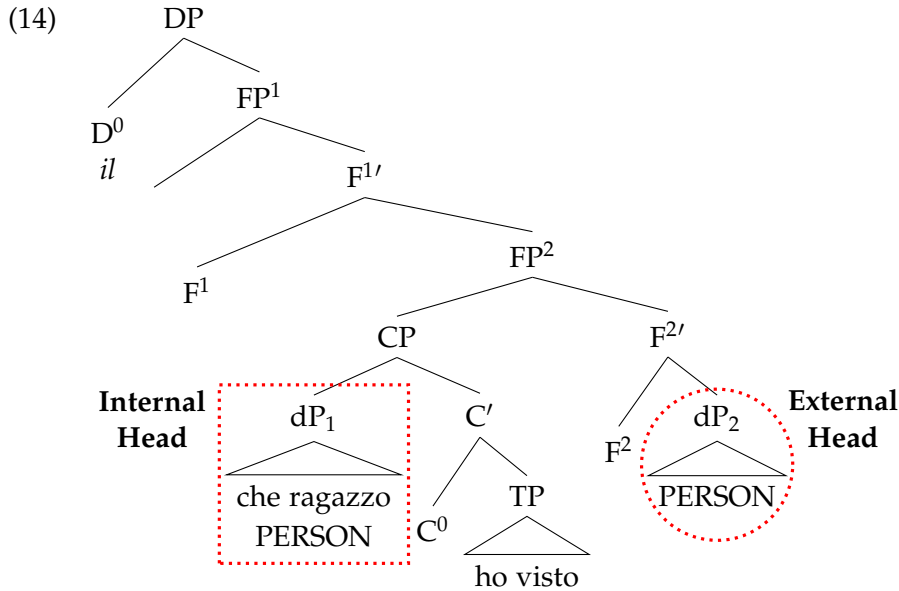 (14) DP
D⁰ FP¹
il
F¹′
F¹ FP²
CP F²′
Internal Head dP₁ C′ F² dP₂ External Head
che ragazzo PERSON C⁰ TP PERSON
ho visto